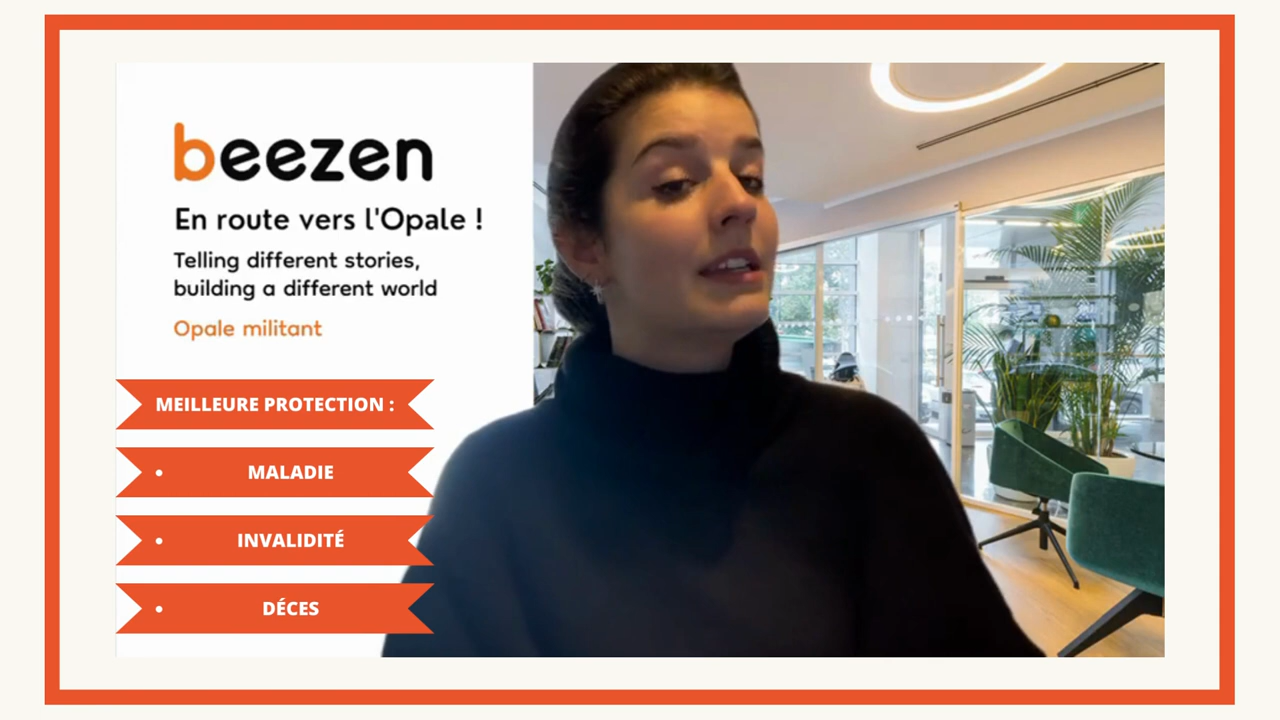 beezen
En route vers l'Opale !
Telling different stories,
building a different world
Opale militant
MEILLEURE PROTECTION :
• MALADIE
• INVALIDITÉ
• DÉCES